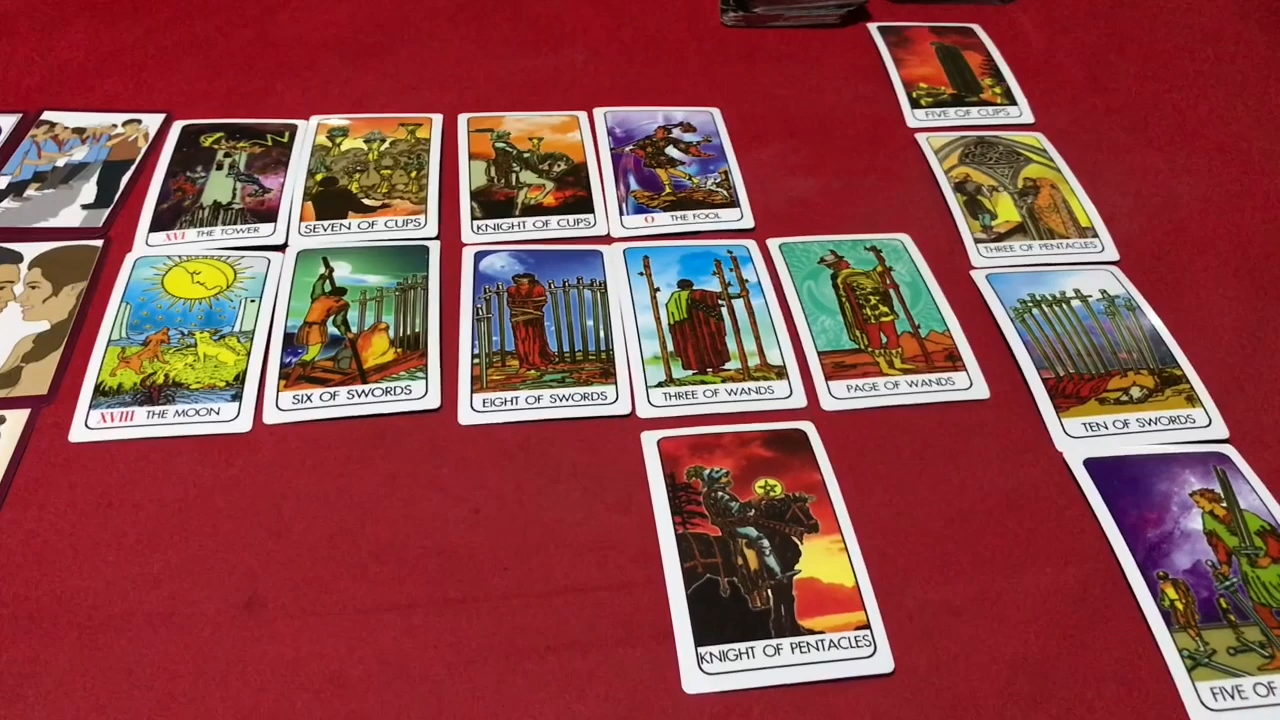 FIVE OF CUPS
XVI THE TOWER
SEVEN OF CUPS
KNIGHT OF CUPS
0 THE FOOL
THREE OF PENTACLES
XVIII THE MOON
SIX OF SWORDS
EIGHT OF SWORDS
THREE OF WANDS
PAGE OF WANDS
TEN OF SWORDS
KNIGHT OF PENTACLES
FIVE OF